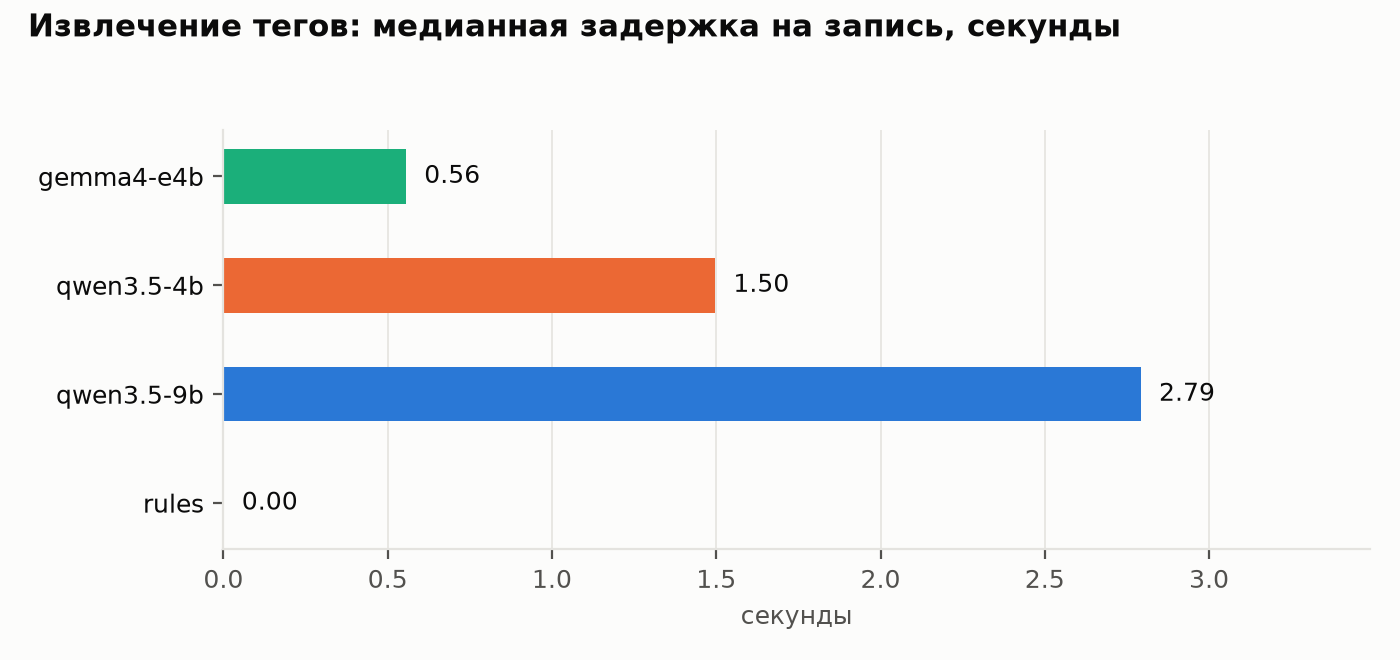 Извлечение тегов: медианная задержка на запись, секунды
gemma4-e4b 0.56
qwen3.5-4b 1.50
qwen3.5-9b 2.79
rules 0.00
0.0 0.5 1.0 1.5 2.0 2.5 3.0
секунды